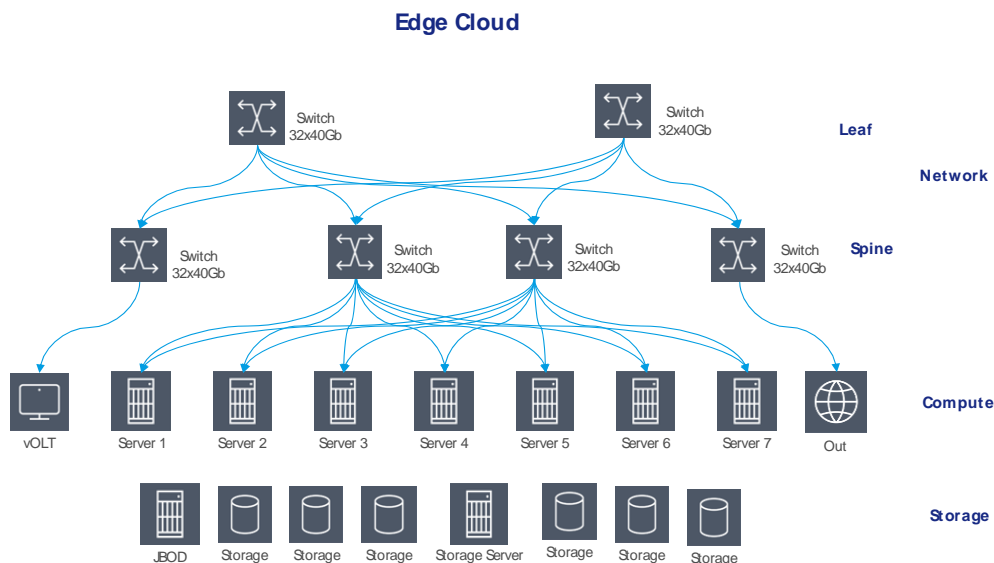 Edge Cloud
Switch
32x40Gb
Switch
32x40Gb
Leaf
Network
Switch
32x40Gb
Switch
32x40Gb
Switch
32x40Gb
Switch
32x40Gb
Spine
vOLT
Server 1
Server 2
Server 3
Server 4
Server 5
Server 6
Server 7
Out
Compute
JBOD
Storage
Storage
Storage
Storage Server
Storage
Storage
Storage
Storage